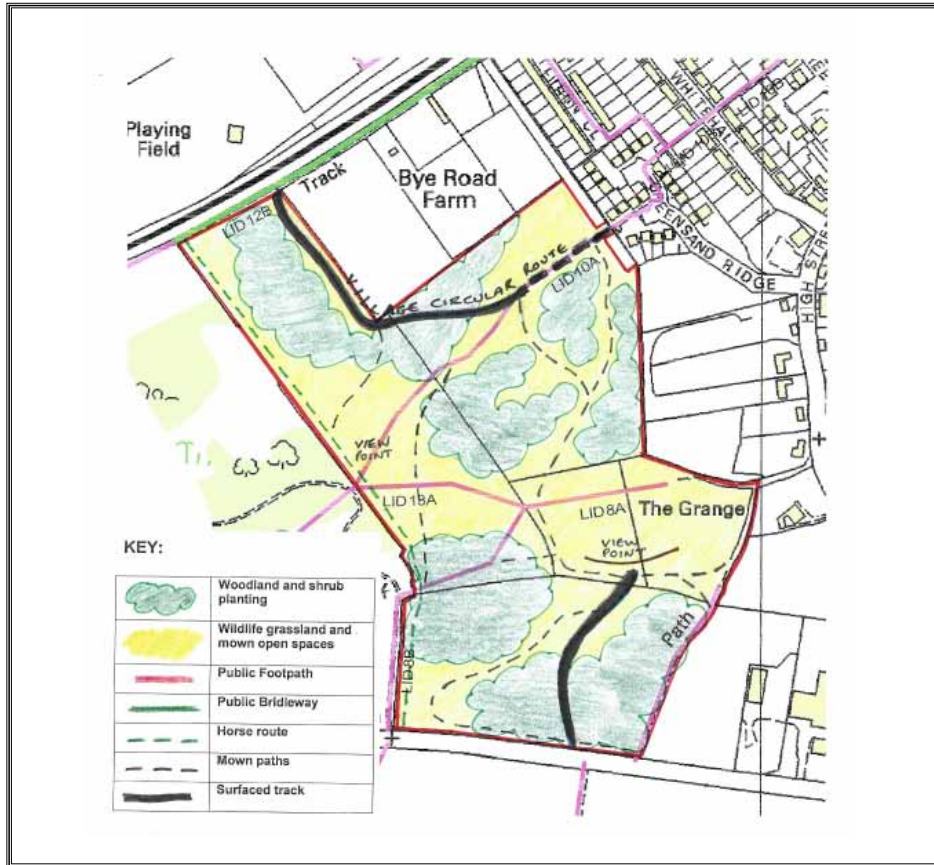 Playing
Field
Track
Bye Road
Farm
WHITEHALL
LID 12B
VILLAGE CIRCULAR ROUTE
LID 10A
RIDGE
HIGH STRE
VIEW
POINT
LID 13A
LID 8A
The Grange
VIEW
POINT
Path
LID 8B
KEY:
Woodland and shrub
planting
Wildlife grassland and
mown open spaces
Public Footpath
Public Bridleway
Horse route
Mown paths
Surfaced track